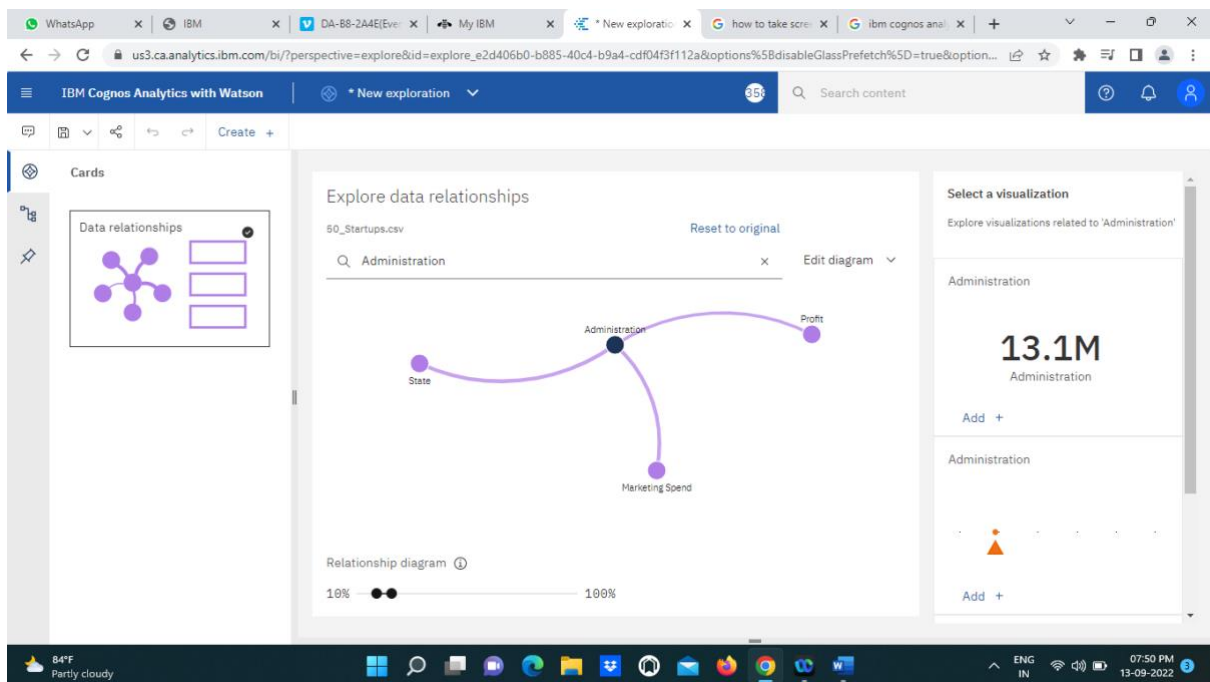 WhatsApp
IBM
DA-B8-2A4E(Even
My IBM
* New exploratio
how to take scre
ibm cognos anal
us3.ca.analytics.ibm.com/bi/?perspective=explore&id=explore_e2d406b0-b885-40c4-b9a4-cdf04f3f112a&options%5BdisableGlassPrefetch%5D=true&option...
IBM Cognos Analytics with Watson
* New exploration
358
Search content
Create +
Cards
Data relationships
Explore data relationships
50_Startups.csv
Reset to original
Administration
Edit diagram
Administration
Profit
State
Marketing Spend
Relationship diagram
10%
100%
Select a visualization
Explore visualizations related to 'Administration'
Administration
13.1M
Administration
Add +
Administration
Add +
84°F
Partly cloudy
ENG
IN
07:50 PM
13-09-2022
3